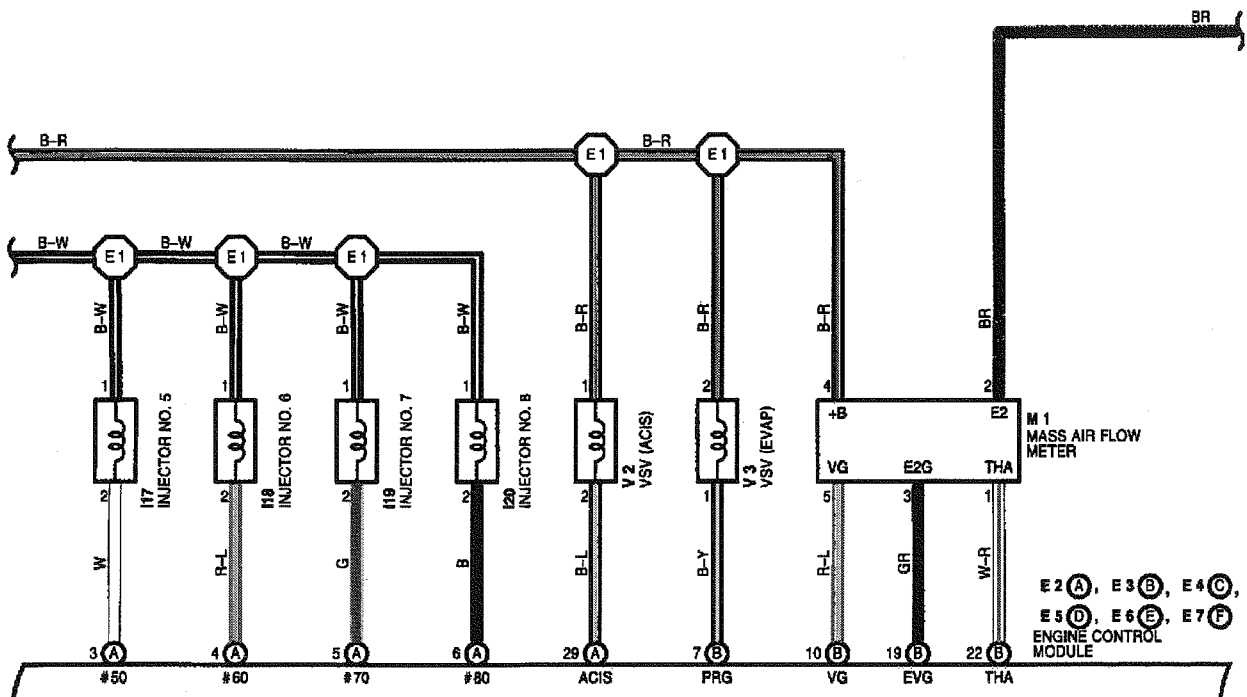 BR
B–R
B–R
E1
E1
B–W
B–W
B–W
E1
E1
E1
B–W
B–W
B–W
B–W
B–R
B–R
B–R
BR
1
1
1
1
1
2
4
2
I17
INJECTOR NO. 5
I18
INJECTOR NO. 6
I19
INJECTOR NO. 7
I20
INJECTOR NO. 8
V 2
VSV (ACIS)
V 3
VSV (EVAP)
+B
E2
VG
E2G
THA
M 1
MASS AIR FLOW
METER
2
2
2
2
2
1
5
3
1
W
R–L
G
B
B–L
B–Y
R–L
GR
W–R
E2 A, E3 B, E4 C,
E5 D, E6 E, E7 F
ENGINE CONTROL
MODULE
3 A
4 A
5 A
6 A
29 A
7 B
10 B
19 B
22 B
#50
#60
#70
#80
ACIS
PRG
VG
EVG
THA